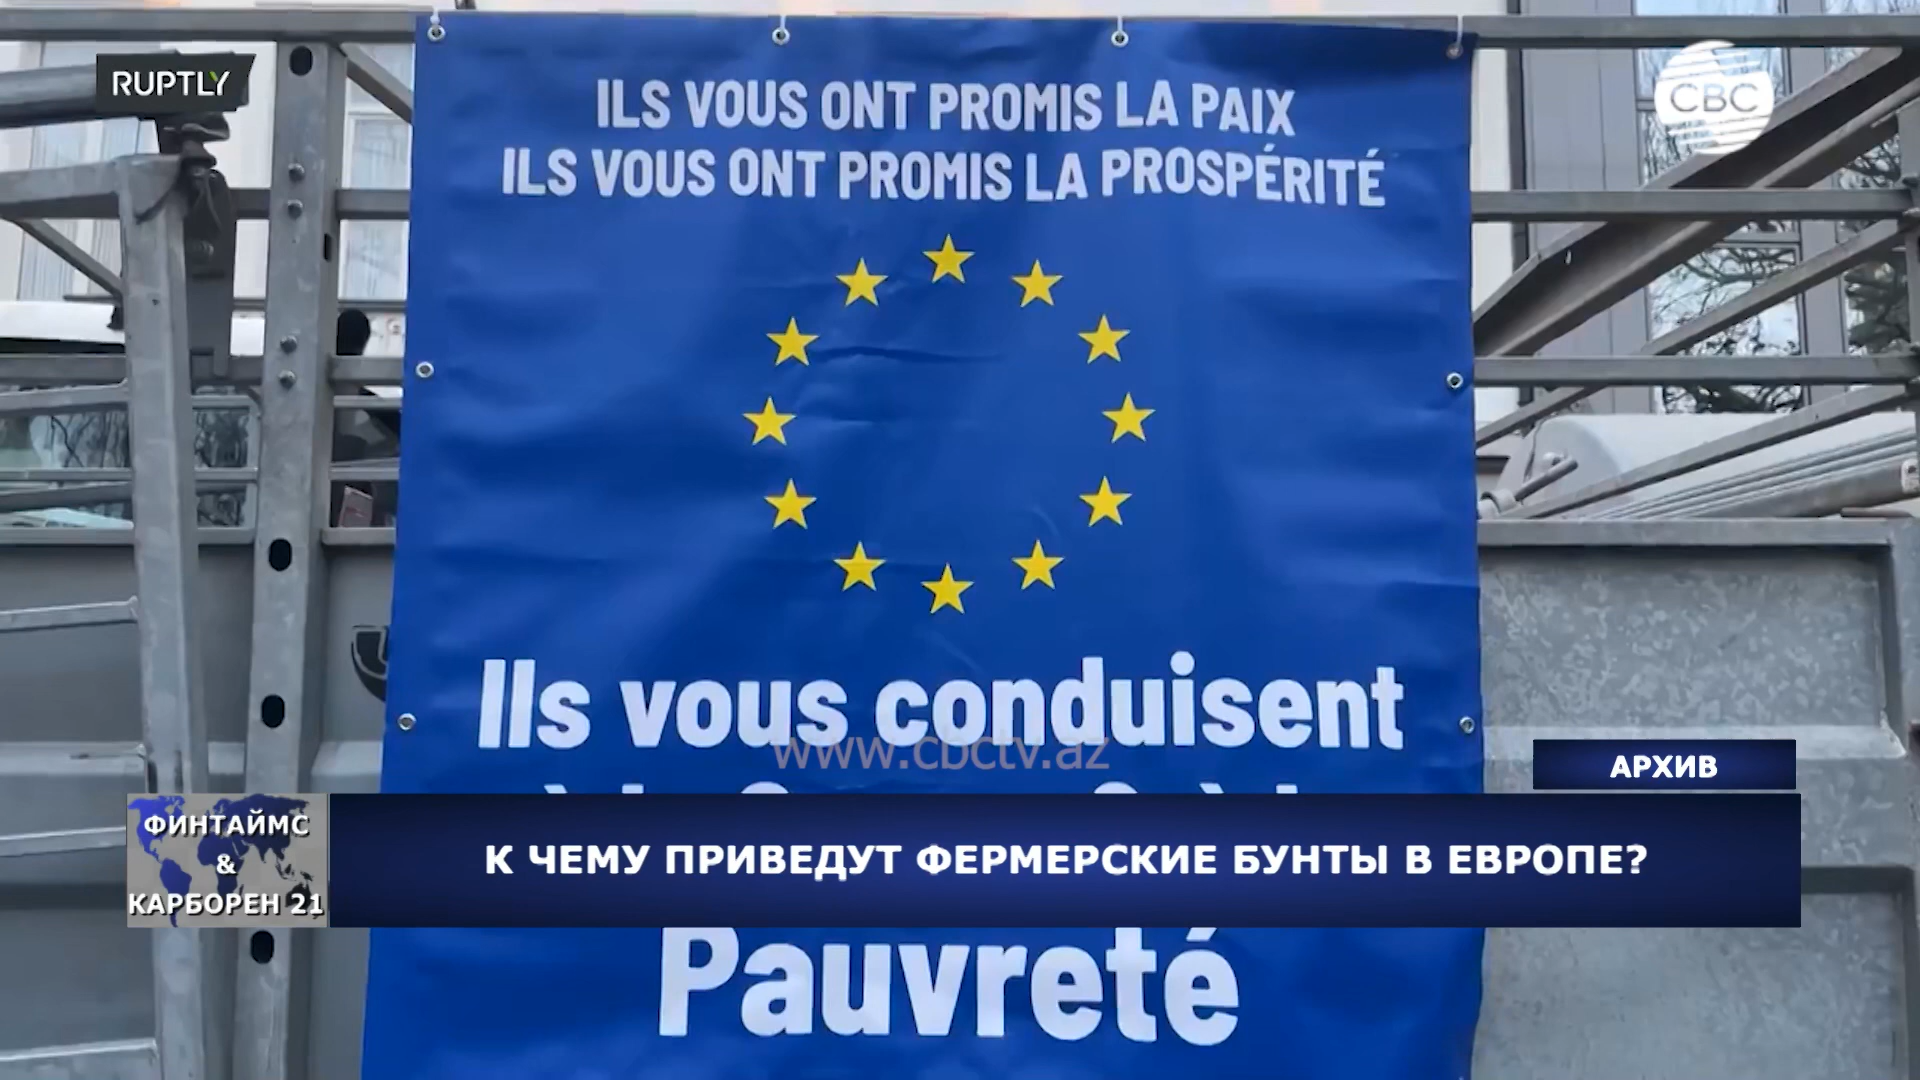 RUPTLY
CBC
ILS VOUS ONT PROMIS LA PAIX
ILS VOUS ONT PROMIS LA PROSPÉRITÉ
Ils vous conduisent
www.cbctv.az
АРХИВ
ФИНТАЙМС
&
КАРБОРЕН 21
К ЧЕМУ ПРИВЕДУТ ФЕРМЕРСКИЕ БУНТЫ В ЕВРОПЕ?
Pauvreté